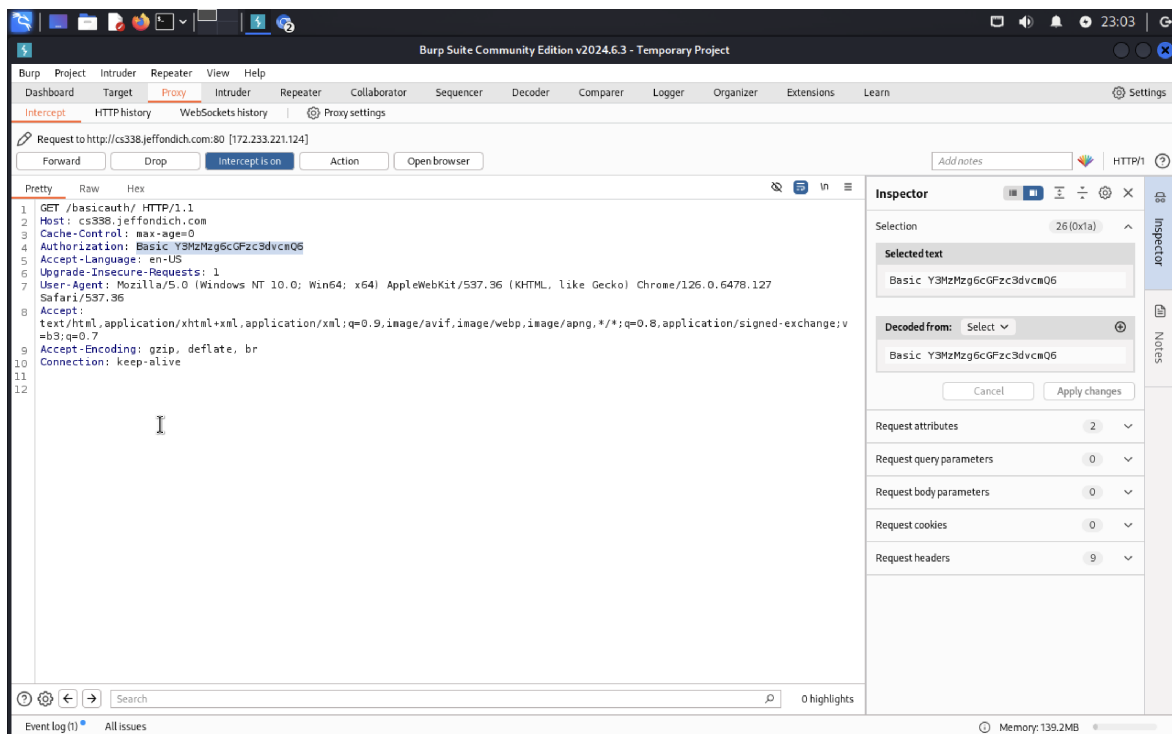 23:03
Burp Suite Community Edition v2024.6.3 - Temporary Project
Burp Project Intruder Repeater View Help
Dashboard Target Proxy Intruder Repeater Collaborator Sequencer Decoder Comparer Logger Organizer Extensions Learn Settings
Intercept HTTP history WebSockets history Proxy settings
Request to http://cs338.jeffondich.com:80 [172.233.221.124]
Forward Drop Intercept is on Action Open browser Add notes HTTP/1
Pretty Raw Hex \n
Inspector
1 GET /basicauth/ HTTP/1.1
2 Host: cs338.jeffondich.com
3 Cache-Control: max-age=0
4 Authorization: Basic Y3MzMzg6cGFzc3dvcmQ6
5 Accept-Language: en-US
6 Upgrade-Insecure-Requests: 1
7 User-Agent: Mozilla/5.0 (Windows NT 10.0; Win64; x64) AppleWebKit/537.36 (KHTML, like Gecko) Chrome/126.0.6478.127
Safari/537.36
8 Accept:
text/html,application/xhtml+xml,application/xml;q=0.9,image/avif,image/webp,image/apng,*/*;q=0.8,application/signed-exchange;v
=b3;q=0.7
9 Accept-Encoding: gzip, deflate, br
10 Connection: keep-alive
11
12
Selection 26 (0x1a)
Selected text
Basic Y3MzMzg6cGFzc3dvcmQ6
Decoded from: Select
Basic Y3MzMzg6cGFzc3dvcmQ6
Cancel Apply changes
Request attributes 2
Request query parameters 0
Request body parameters 0
Request cookies 0
Request headers 9
Inspector
Notes
Search 0 highlights
Event log (1) All issues Memory: 139.2MB